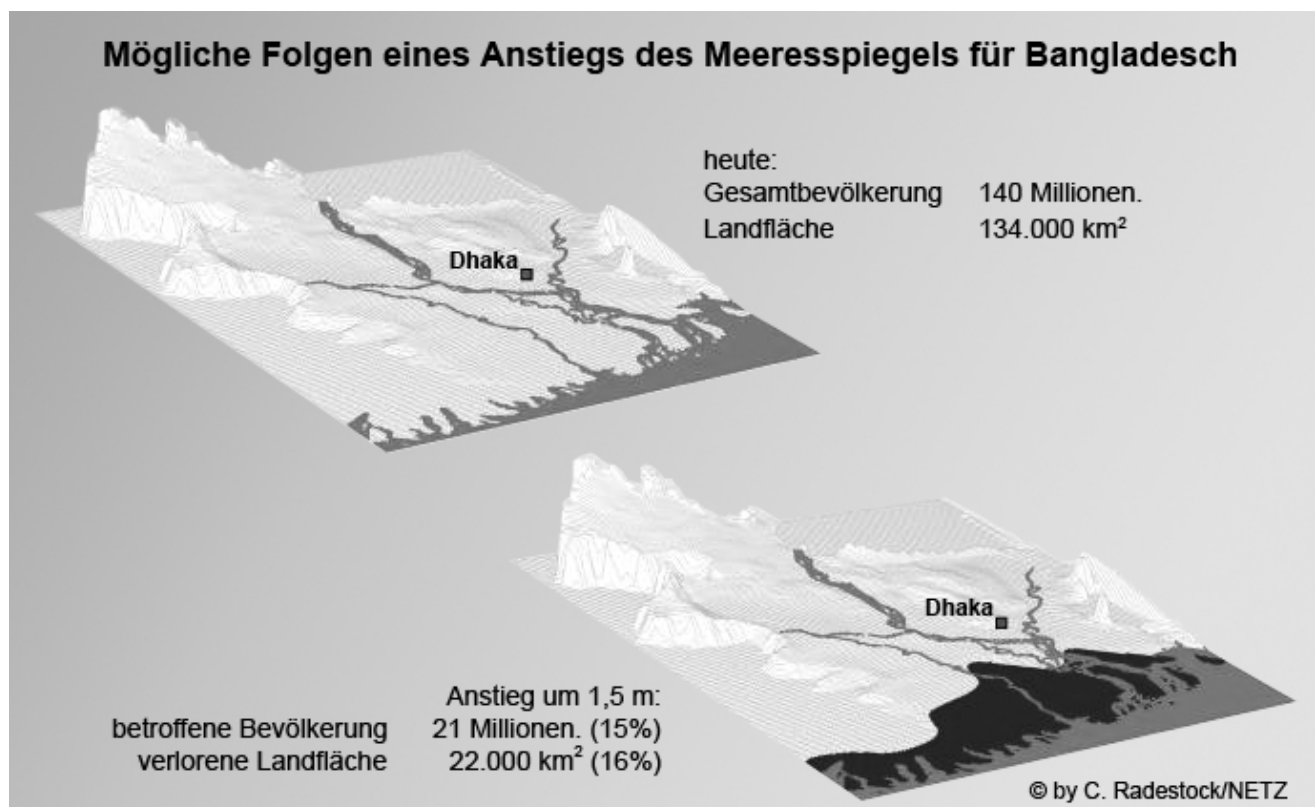 Mögliche Folgen eines Anstiegs des Meeresspiegels für Bangladesch
heute:
Gesamtbevölkerung 140 Millionen.
Landfläche 134.000 km²
Dhaka
Dhaka
Anstieg um 1,5 m:
betroffene Bevölkerung 21 Millionen. (15%)
verlorene Landfläche 22.000 km² (16%)
© by C. Radestock/NETZ